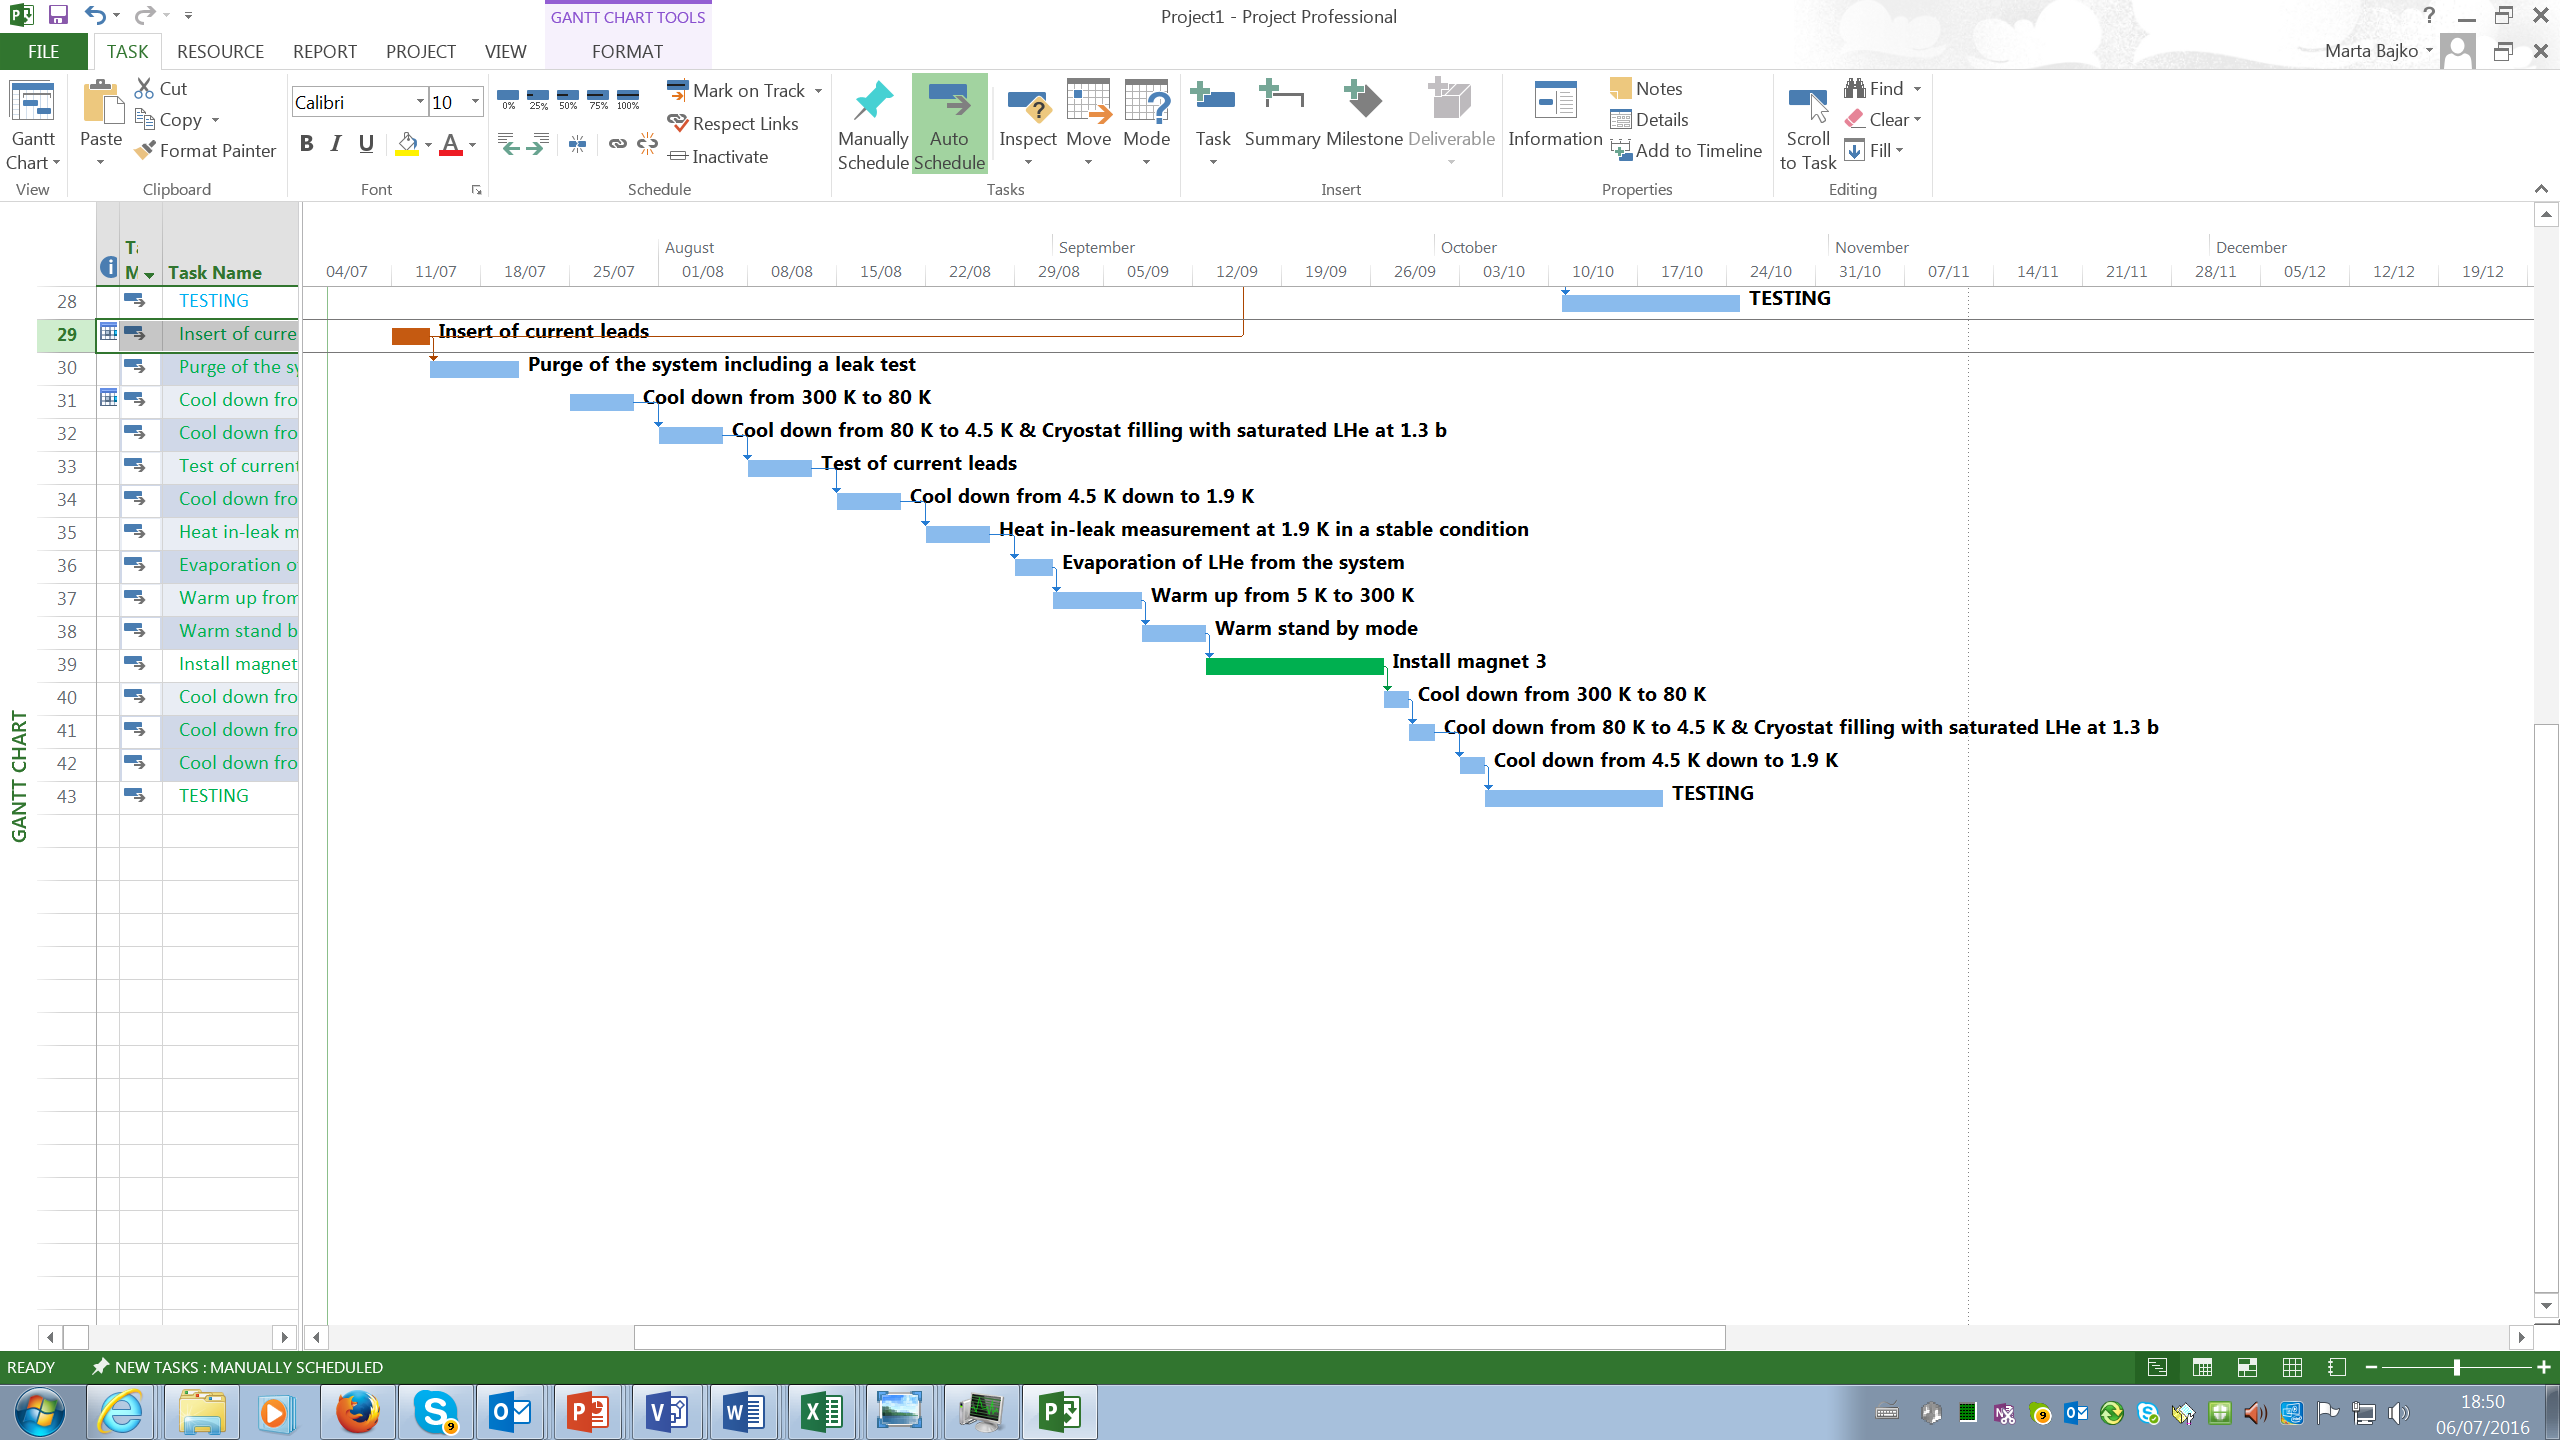 GANTT CHART TOOLS
Project1 - Project Professional
?
FILE TASK RESOURCE REPORT PROJECT VIEW FORMAT
Marta Bajko
Gantt Chart
View
Paste
Cut
Copy
Format Painter
Clipboard
Calibri 10
B I U A
Font
0% 25% 50% 75% 100%
Mark on Track
Respect Links
Inactivate
Schedule
Manually Schedule
Auto Schedule
Inspect
Move
Mode
Tasks
Task
Summary
Milestone
Deliverable
Insert
Information
Notes
Details
Add to Timeline
Properties
Scroll to Task
Find
Clear
Fill
Editing
August September October November December
M Task Name
04/07 11/07 18/07 25/07 01/08 08/08 15/08 22/08 29/08 05/09 12/09 19/09 26/09 03/10 10/10 17/10 24/10 31/10 07/11 14/11 21/11 28/11 05/12 12/12 19/12
28 TESTING TESTING
29 Insert of curre Insert of current leads
30 Purge of the sy Purge of the system including a leak test
31 Cool down fro Cool down from 300 K to 80 K
32 Cool down fro Cool down from 80 K to 4.5 K & Cryostat filling with saturated LHe at 1.3 b
33 Test of current Test of current leads
34 Cool down fro Cool down from 4.5 K down to 1.9 K
35 Heat in-leak m Heat in-leak measurement at 1.9 K in a stable condition
36 Evaporation o Evaporation of LHe from the system
37 Warm up from Warm up from 5 K to 300 K
38 Warm stand b Warm stand by mode
39 Install magnet Install magnet 3
40 Cool down fro Cool down from 300 K to 80 K
41 Cool down fro Cool down from 80 K to 4.5 K & Cryostat filling with saturated LHe at 1.3 b
42 Cool down fro Cool down from 4.5 K down to 1.9 K
43 TESTING TESTING
GANTT CHART
READY NEW TASKS : MANUALLY SCHEDULED
18:50
06/07/2016